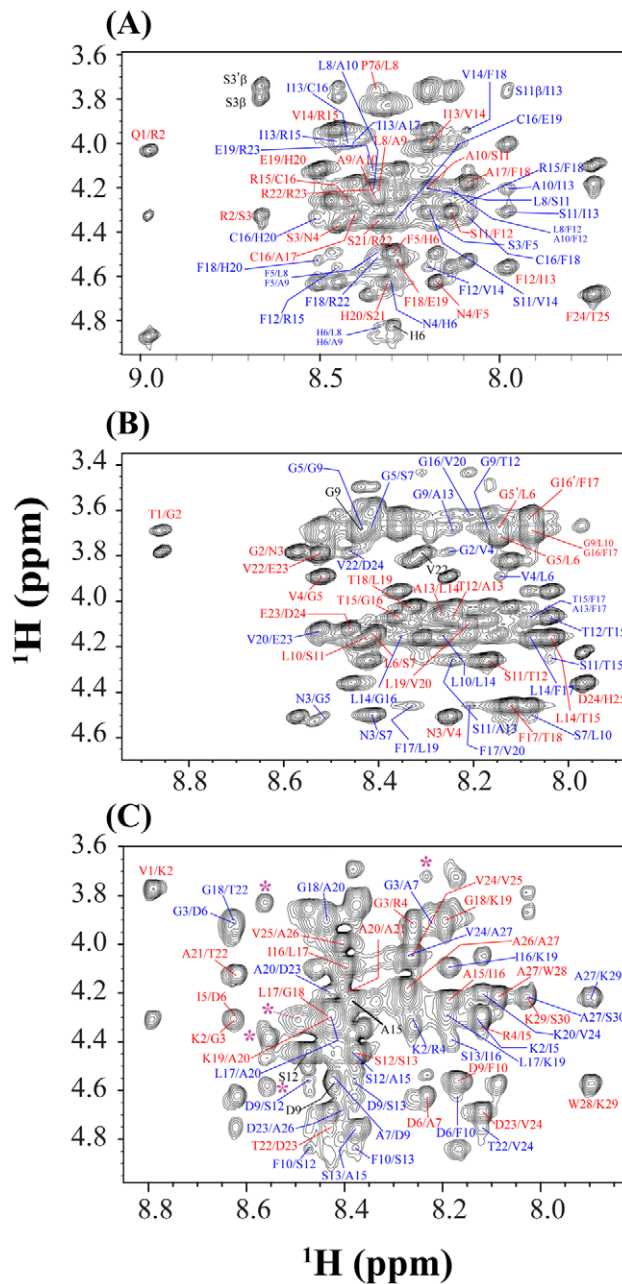 (A)
3.6
4.0
4.4
4.8
9.0
8.5
8.0
S3'β
S3β
Q1/R2
L8/A10
I13/C16
V14/R15
I13/R15
E19/R23
E19/H20
A9/A10
R15/C16
R22/R23
R2/S3
C16/H20
S3/N4
C16/A17
S21/R22
F18/H20
F5/L8
F5/A9
F12/R15
F18/R22
H20/S21
H6/L8
H6/A9
P7δ/L8
I13/A17
L8/A9
F5/H6
F18/E19
N4/H6
H6
V14/F18
I13/V14
C16/E19
A10/S11
A17/F18
S11/F12
N4/F5
F12/V14
S11/V14
S11β/I13
R15/F18
A10/I13
L8/S11
S11/I13
L8/F12
A10/F12
S3/F5
C16/F18
F12/I13
F24/T25
(B)
¹H (ppm)
3.4
3.6
3.8
4.0
4.2
4.4
4.6
8.8
8.6
8.4
8.2
8.0
T1/G2
G5/G9
G9
G5/S7
G16/V20
G9/T12
G9/A13
G5'/L6
G16'/F17
G9/L10
G16/F17
G5/L6
G2/N3
V22/E23
V22/D24
V22
G2/V4
V4/G5
T18/L19
A13/L14
T12/A13
V4/L6
T15/G16
T15/F17
A13/F17
E23/D24
V20/E23
T12/T15
L10/S11
L6/S7
L19/V20
L14/G16
L10/L14
S11/T12
S11/T15
L14/F17
D24/H25
L14/T15
N3/G5
N3/S7
N3/V4
S11/A13
F17/T18
S7/L10
F17/L19
F17/V20
(C)
3.6
4.0
4.4
4.8
8.8
8.6
8.4
8.2
8.0
¹H (ppm)
V1/K2
*
*
G18/T22
G3/D6
G18/A20
G3/A7
G3/R4
V24/V25
G18/K19
V25/A26
A20/A21
V24/A27
I16/L17
A26/A27
I16/K19
A21/T22
A20/D23
A15/I16
A27/W28
A27/K29
I5/D6
*
L17/G18
A15
K29/S30
A27/S30
K2/G3
*
K19/A20
K2/R4
R4/I5
K20/V24
K2/I5
L17/A20
S12/S13
S13/I16
L17/K19
S12
*
S12/A15
D9/F10
D9/S12
D9
D9/S13
D6/A7
D6/F10
W28/K29
D23/A26
A7/D9
D23/V24
T22/D23
T22/V24
F10/S12
S13/A15
F10/S13